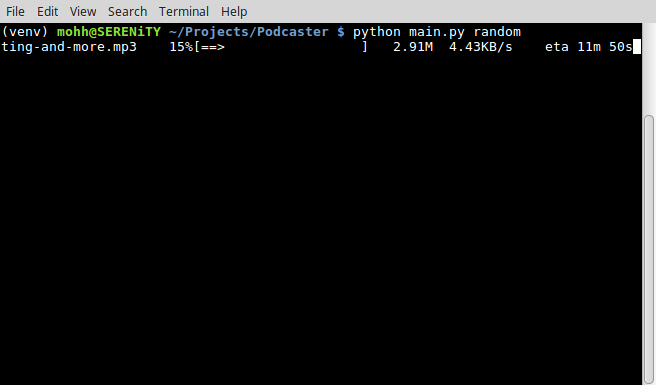 File Edit View Search Terminal Help
(venv) mohh@SERENiTY ~/Projects/Podcaster $ python main.py random
ting-and-more.mp3    15%[==>                 ]   2.91M  4.43KB/s    eta 11m 50s